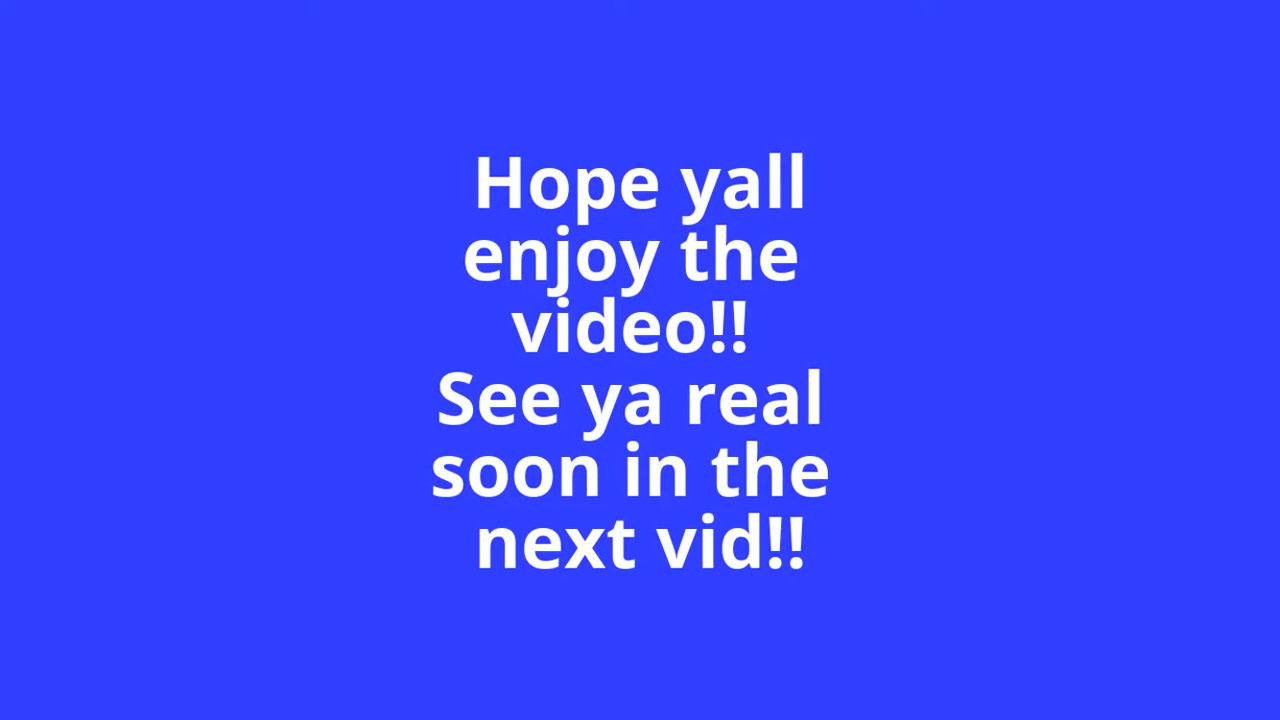 Hope yall
enjoy the
video!!
See ya real
soon in the
next vid!!